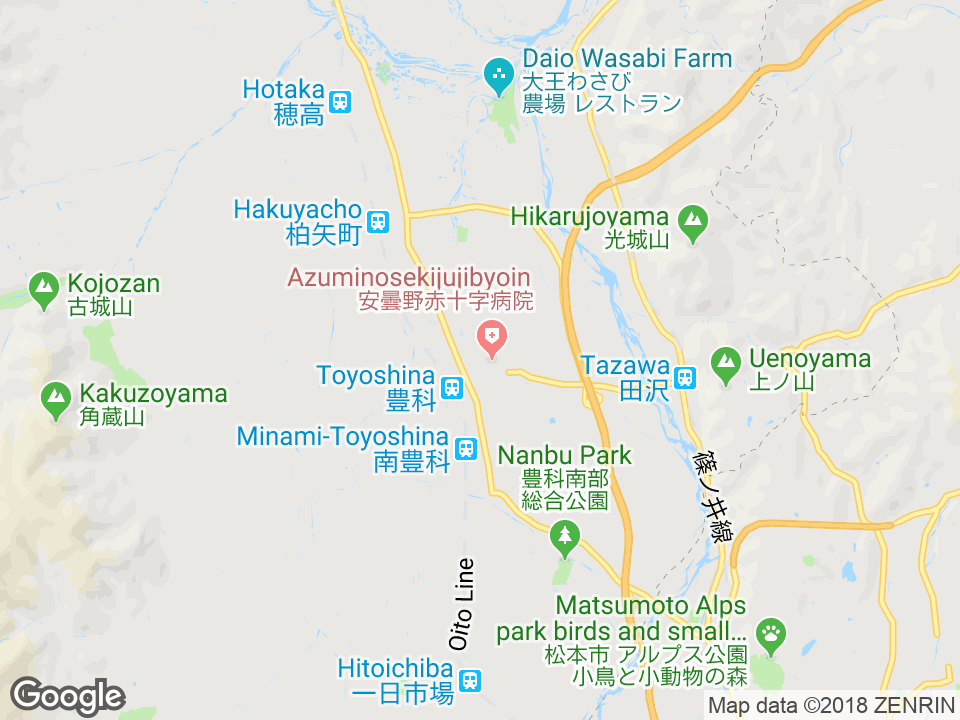 Daio Wasabi Farm
大王わさび
農場 レストラン
Hotaka
穂高
Hakuyacho
柏矢町
Hikarujoyama
光城山
Azuminosekijujibyoin
安曇野赤十字病院
Kojozan
古城山
Toyoshina
豊科
Tazawa
田沢
Uenoyama
上ノ山
Kakuzoyama
角蔵山
Minami-Toyoshina
南豊科
Nanbu Park
豊科南部
総合公園
篠ノ井線
Oito Line
Matsumoto Alps
park birds and small...
松本市 アルプス公園
小鳥と小動物の森
Hitoichiba
一日市場
Google
Map data ©2018 ZENRIN